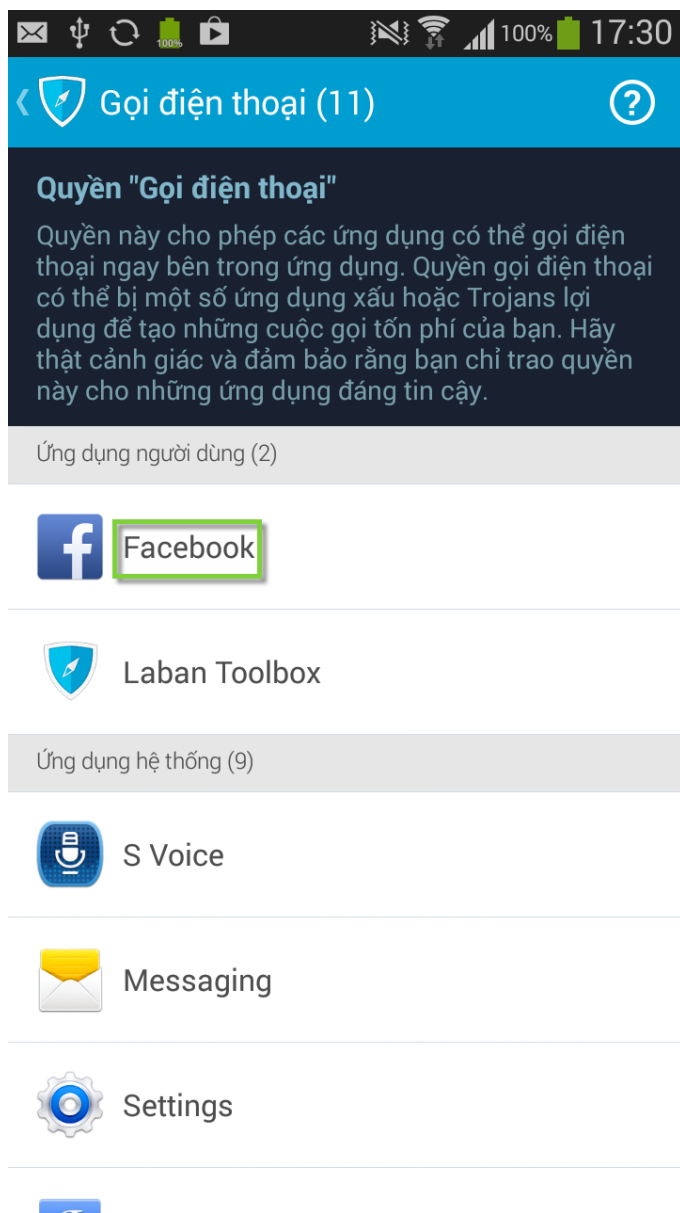 100%
100%
17:30
Gọi điện thoại (11)
?
Quyền "Gọi điện thoại"
Quyền này cho phép các ứng dụng có thể gọi điện
thoại ngay bên trong ứng dụng. Quyền gọi điện thoại
có thể bị một số ứng dụng xấu hoặc Trojans lợi
dụng để tạo những cuộc gọi tốn phí của bạn. Hãy
thật cảnh giác và đảm bảo rằng bạn chỉ trao quyền
này cho những ứng dụng đáng tin cậy.
Ứng dụng người dùng (2)
Facebook
Laban Toolbox
Ứng dụng hệ thống (9)
S Voice
Messaging
Settings